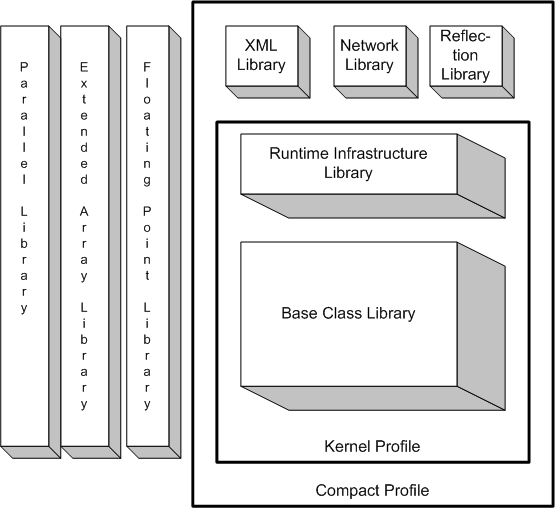 Parallel Library
Extended Array Library
Floating Point Library
XML
Library
Network
Library
Reflec-
tion
Library
Runtime Infrastructure
Library
Base Class Library
Kernel Profile
Compact Profile